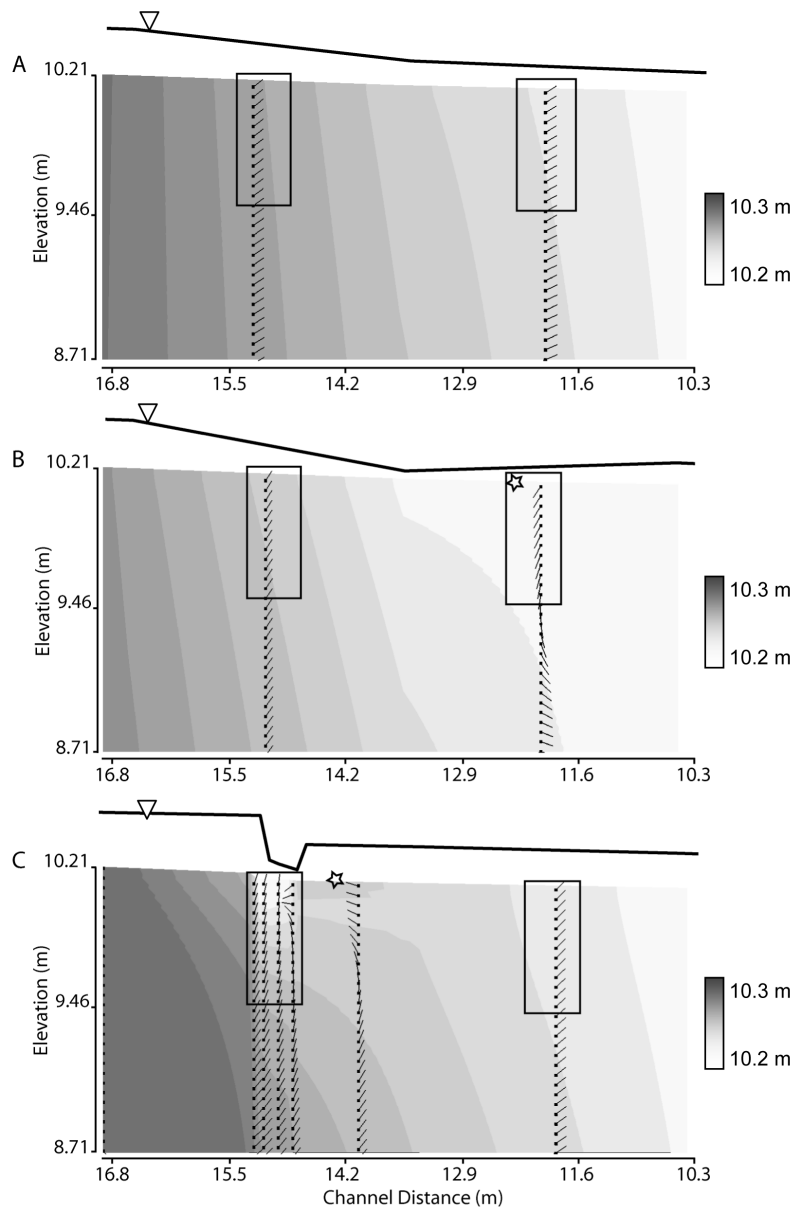 A
10.21
9.46
8.71
Elevation (m)
10.3 m
10.2 m
16.8 15.5 14.2 12.9 11.6 10.3
B
10.21
9.46
8.71
Elevation (m)
10.3 m
10.2 m
16.8 15.5 14.2 12.9 11.6 10.3
C
10.21
9.46
8.71
Elevation (m)
10.3 m
10.2 m
16.8 15.5 14.2 12.9 11.6 10.3
Channel Distance (m)